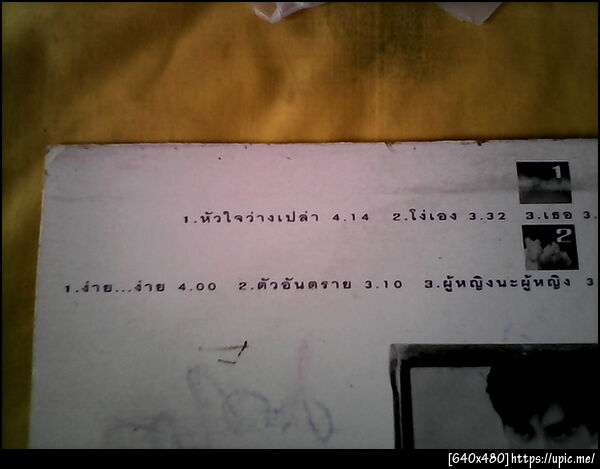 1
1.หัวใจว่างเปล่า 4.14 2.โง่เอง 3.32 3.เธอ 3.
2
1.ง่าย...ง่าย 4.00 2.ตัวอันตราย 3.10 3.ผู้หญิงนะผู้หญิง 3
[640x480]https://upic.me/